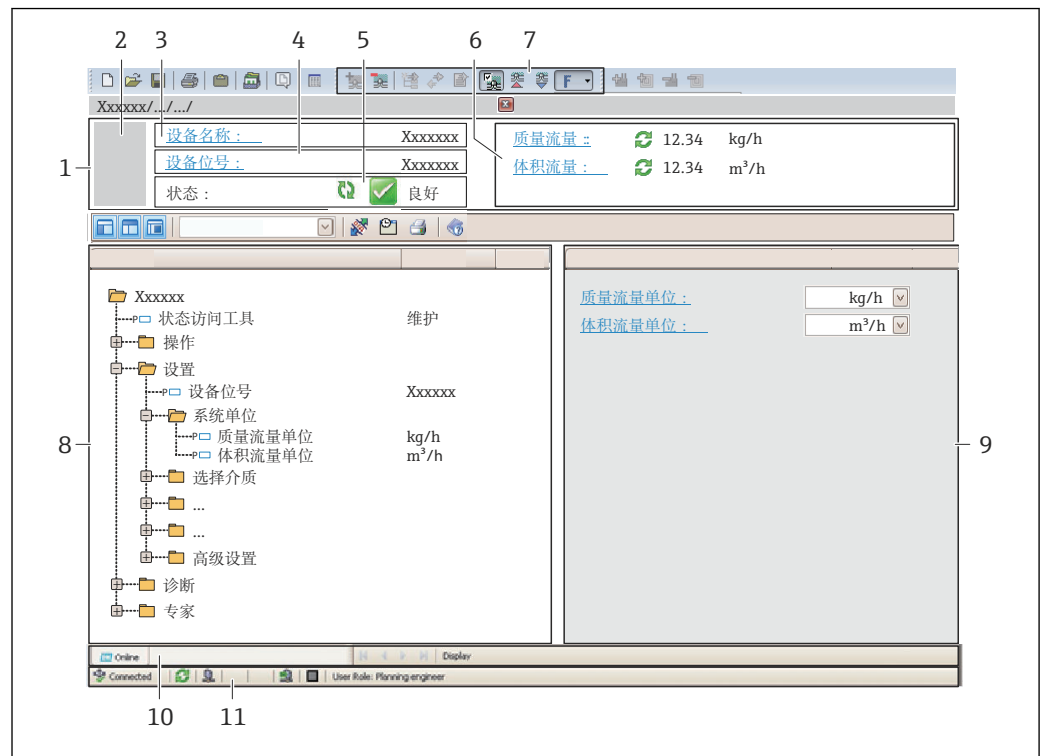 2 3 4 5 6 7
F
Xxxxxx/.../.../
1
设备名称： Xxxxxxx
设备位号： Xxxxxxx
状态： 良好
质量流量 :: 12.34 kg/h
体积流量： 12.34 m³/h
Xxxxxx
P 状态访问工具 维护
操作
设置
P 设备位号 Xxxxxx
系统单位
P 质量流量单位 kg/h
P 体积流量单位 m³/h
选择介质
...
...
高级设置
诊断
专家
8
质量流量单位： kg/h
体积流量单位： m³/h
9
Online Display
Connected User Role: Planning engineer
10 11